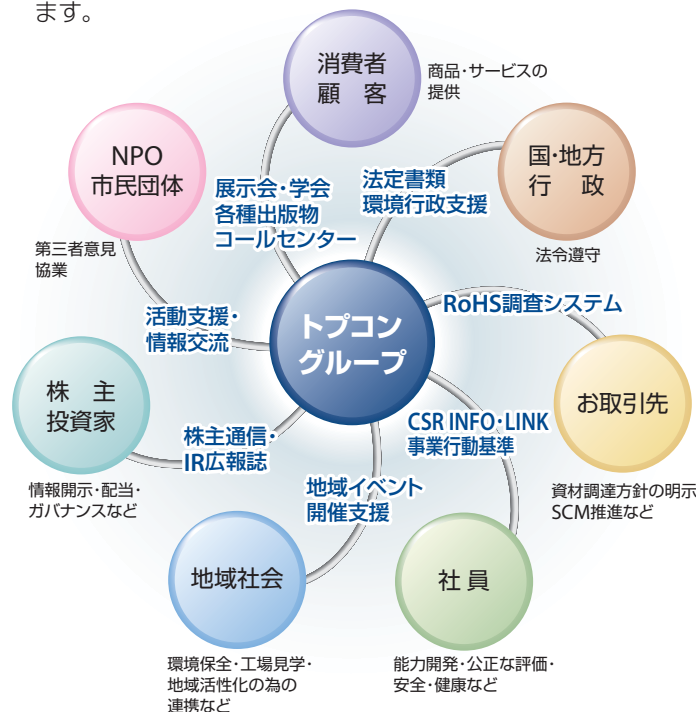 ます。
消費者
顧　客
商品・サービスの
提供
NPO
市民団体
第三者意見
協業
展示会・学会
各種出版物
コールセンター
法定書類
環境行政支援
国・地方
行　政
法令遵守
活動支援・
情報交流
トプコン
グループ
RoHS調査システム
株　主
投資家
情報開示・配当・
ガバナンスなど
株主通信・
IR広報誌
CSR INFO・LINK
事業行動基準
お取引先
資材調達方針の明示
SCM推進など
地域イベント
開催支援
地域社会
環境保全・工場見学・
地域活性化の為の
連携など
社 員
能力開発・公正な評価・
安全・健康など